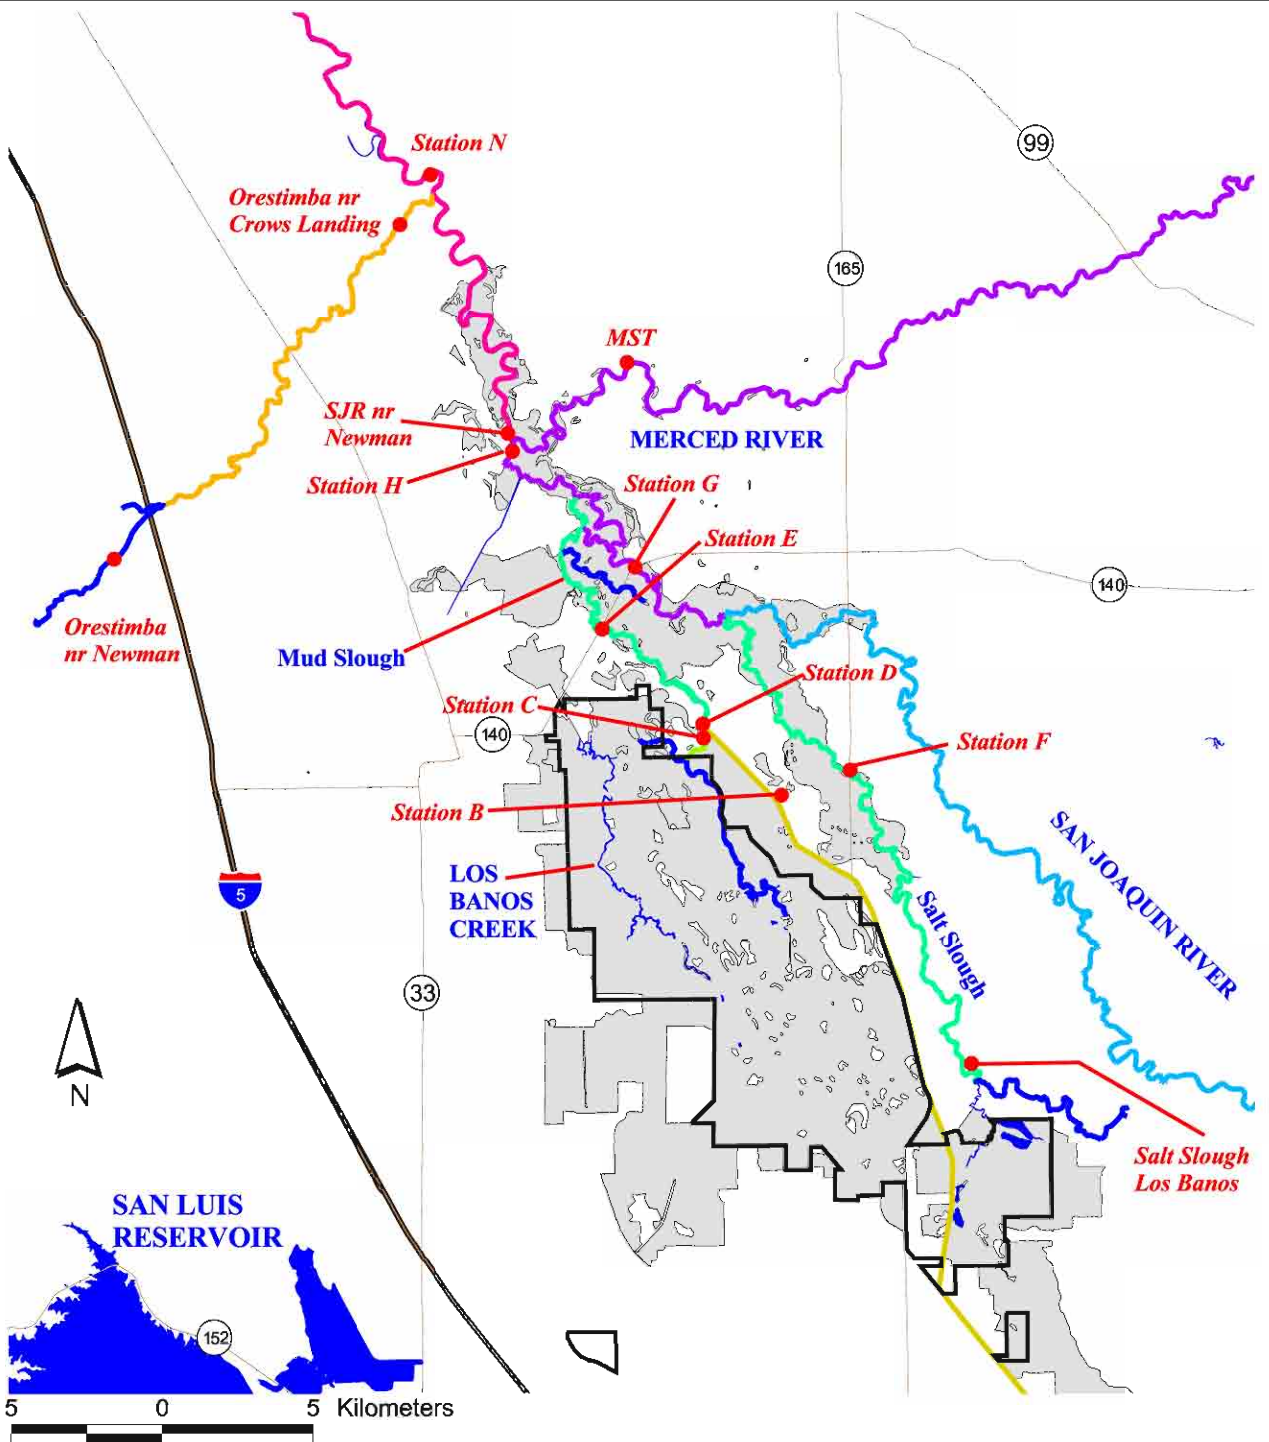 Station N
99
Orestimba nr
Crows Landing
165
MST
SJR nr
Newman
MERCED RIVER
Station H
Station G
Station E
140
Orestimba
nr Newman
Mud Slough
Station D
Station C
140
Station F
Station B
SAN JOAQUIN RIVER
5
LOS
BANOS
CREEK
Salt Slough
33
N
Salt Slough
Los Banos
SAN LUIS
RESERVOIR
152
5 0 5 Kilometers